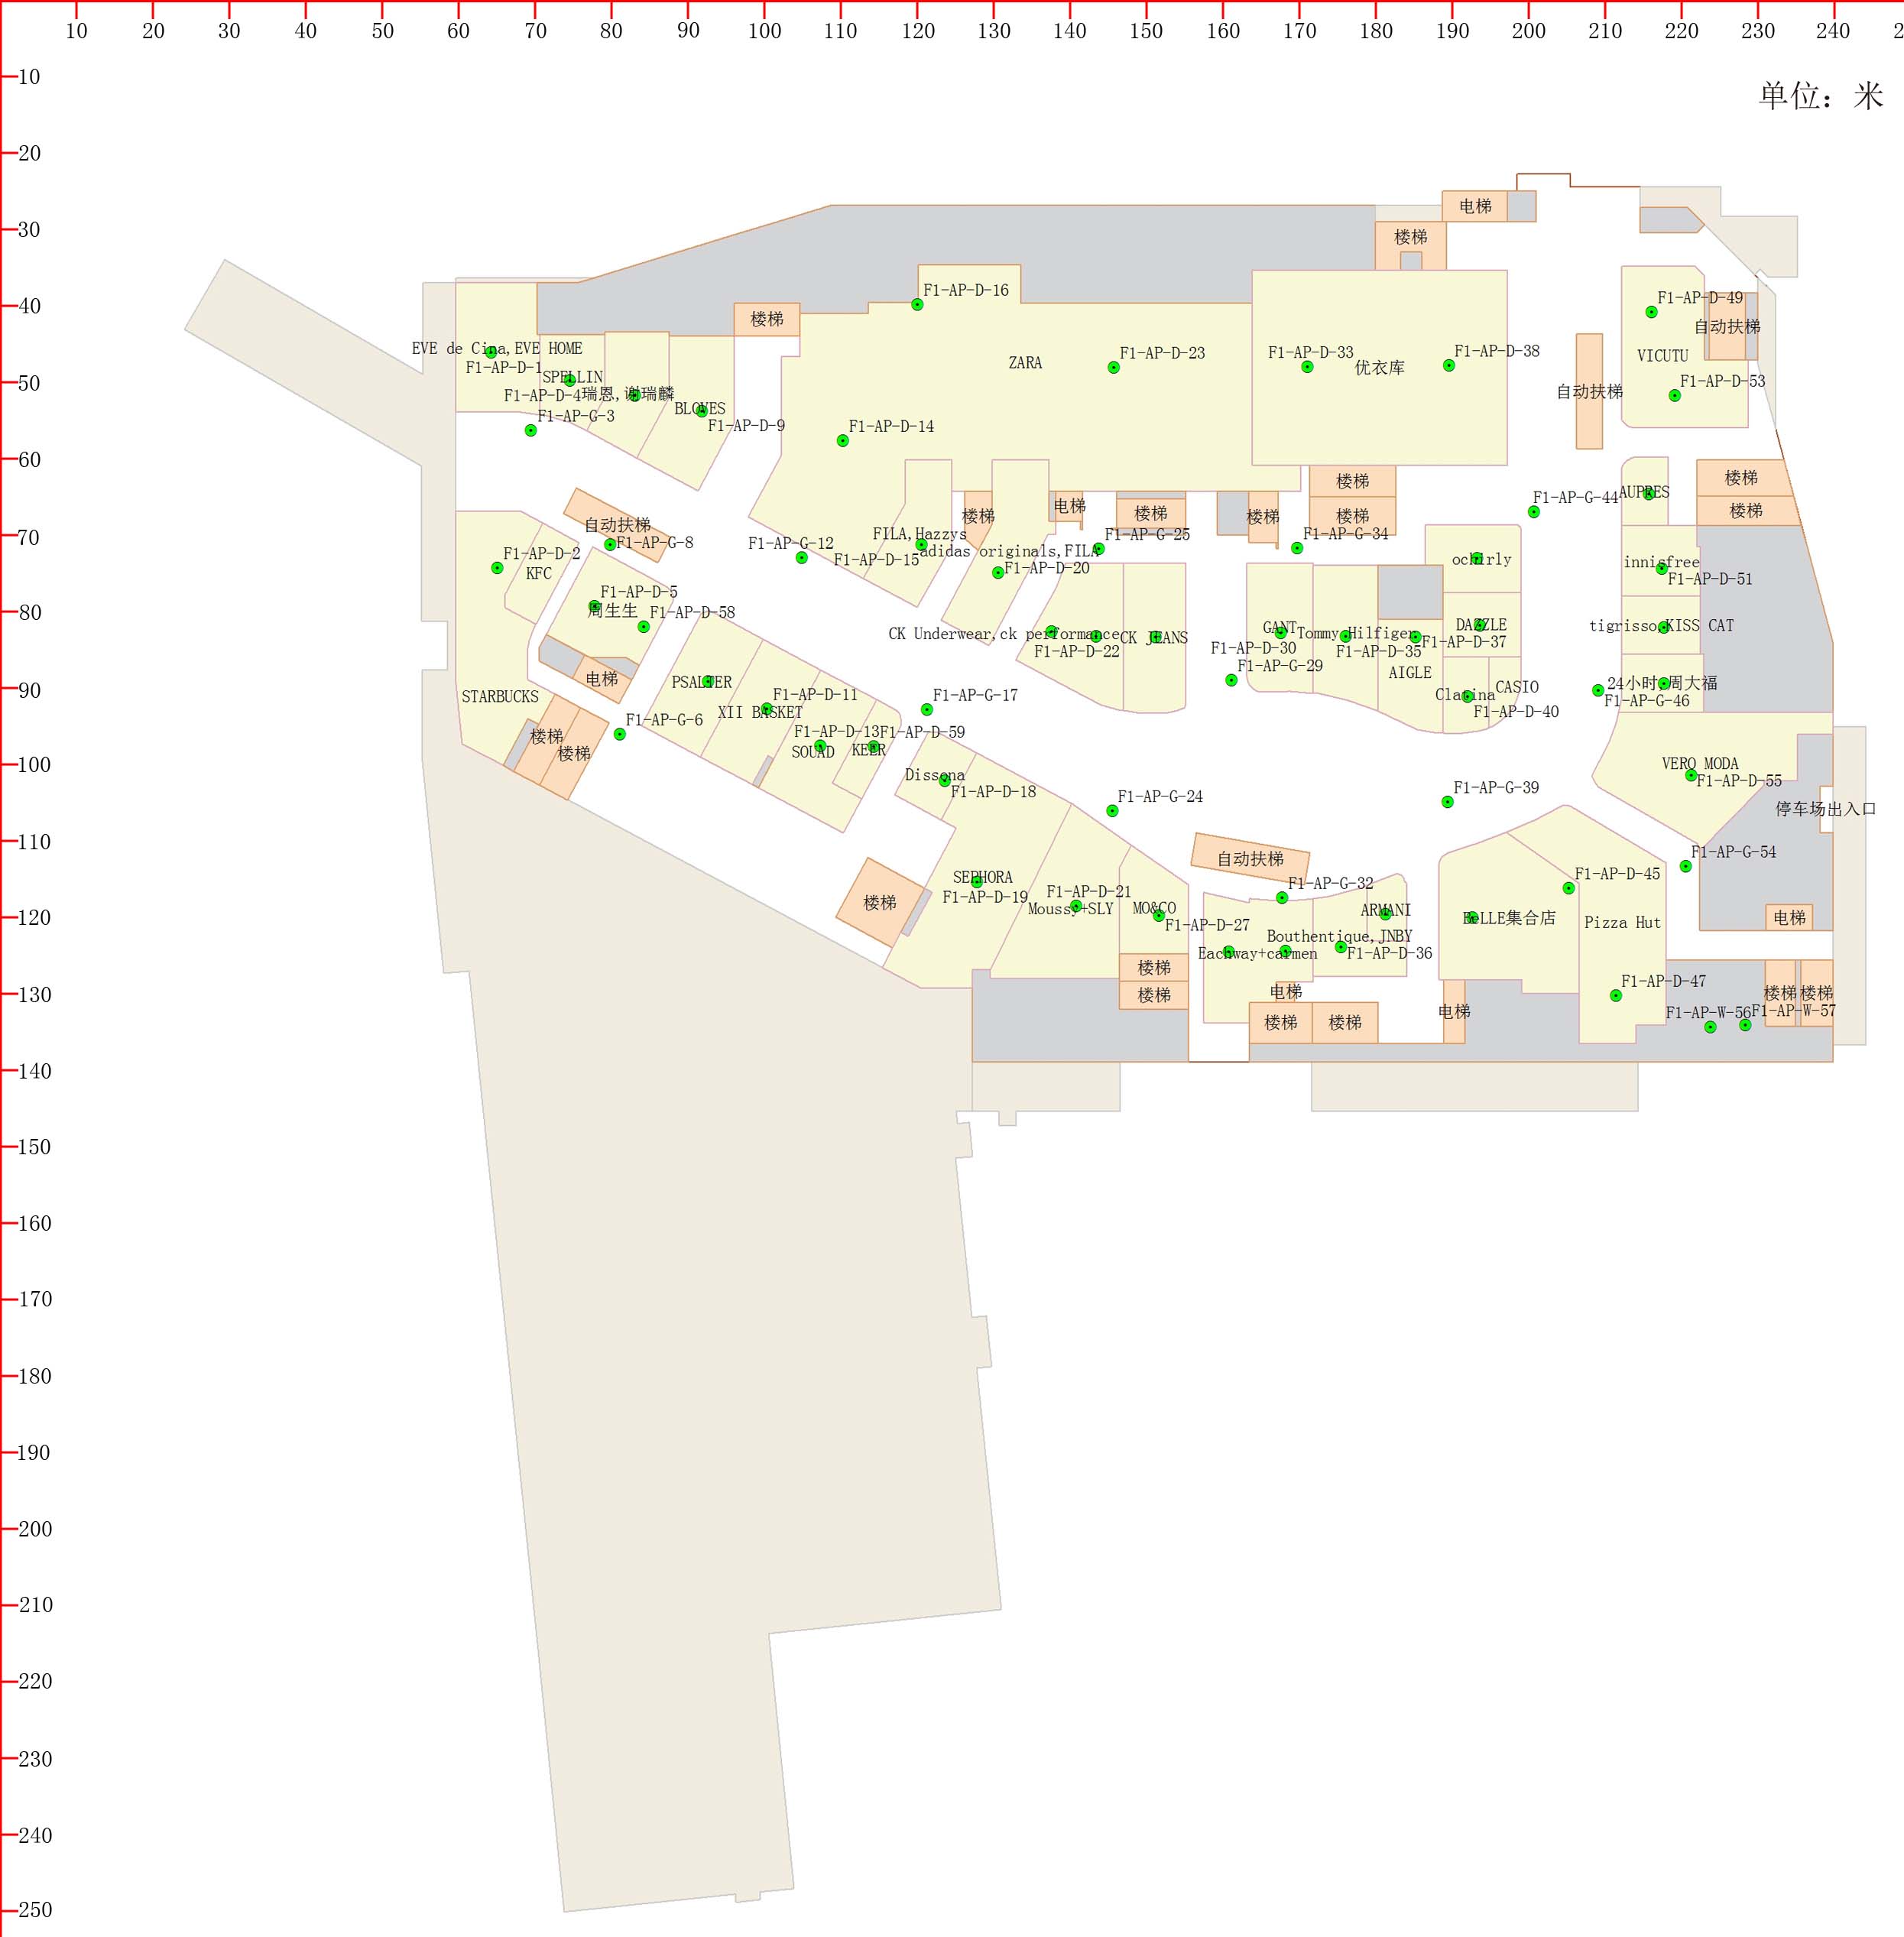 10 20 30 40 50 60 70 80 90 100 110 120 130 140 150 160 170 180 190 200 210 220 230 240 2
10
单位：米
20
30
电梯
楼梯
F1-AP-D-16
F1-AP-D-49
40
楼梯
自动扶梯
EVE de Cina,EVE HOME
F1-AP-D-23
F1-AP-D-33
F1-AP-D-38
VICUTU
F1-AP-D-1
ZARA
优衣库
SPELLIN
50
F1-AP-D-53
F1-AP-D-4
瑞恩,谢瑞麟
自动扶梯
BLOVES
F1-AP-G-3
F1-AP-D-9
F1-AP-D-14
60
楼梯
楼梯
F1-AP-G-44
AUPRES
电梯
楼梯
楼梯
楼梯
楼梯
楼梯
自动扶梯
FILA,Hazzys
F1-AP-G-25
F1-AP-G-34
70
F1-AP-G-8
F1-AP-G-12
adidas originals,FILA
F1-AP-D-2
F1-AP-D-15
F1-AP-D-20
ochirly
innisfree
KFC
F1-AP-D-51
80
F1-AP-D-5
周生生
F1-AP-D-58
DAZZLE
tigrisso,KISS CAT
CK Underwear,ck performance
CK JEANS
GANT
Tommy Hilfiger
F1-AP-D-37
F1-AP-D-22
F1-AP-D-30
F1-AP-D-35
F1-AP-G-29
AIGLE
电梯
PSALTER
24小时,周大福
90
STARBUCKS
F1-AP-D-11
F1-AP-G-17
Clatina
CASIO
F1-AP-G-46
XII BASKET
F1-AP-D-40
F1-AP-G-6
F1-AP-D-13
F1-AP-D-59
楼梯
楼梯
SOUAD
KEER
100
VERO MODA
Dissona
F1-AP-D-55
F1-AP-D-18
F1-AP-G-24
F1-AP-G-39
停车场出入口
110
自动扶梯
F1-AP-G-54
SEPHORA
F1-AP-G-32
F1-AP-D-45
F1-AP-D-19
F1-AP-D-21
120
楼梯
Moussy+SLY
MO&CO
ARMANI
BeLLE集合店
电梯
F1-AP-D-27
Pizza Hut
Bouthentique,JNBY
Eachway+carmen
F1-AP-D-36
楼梯
F1-AP-D-47
130
楼梯
电梯
楼梯
楼梯
楼梯
楼梯
电梯
F1-AP-W-56
F1-AP-W-57
140
150
160
170
180
190
200
210
220
230
240
250